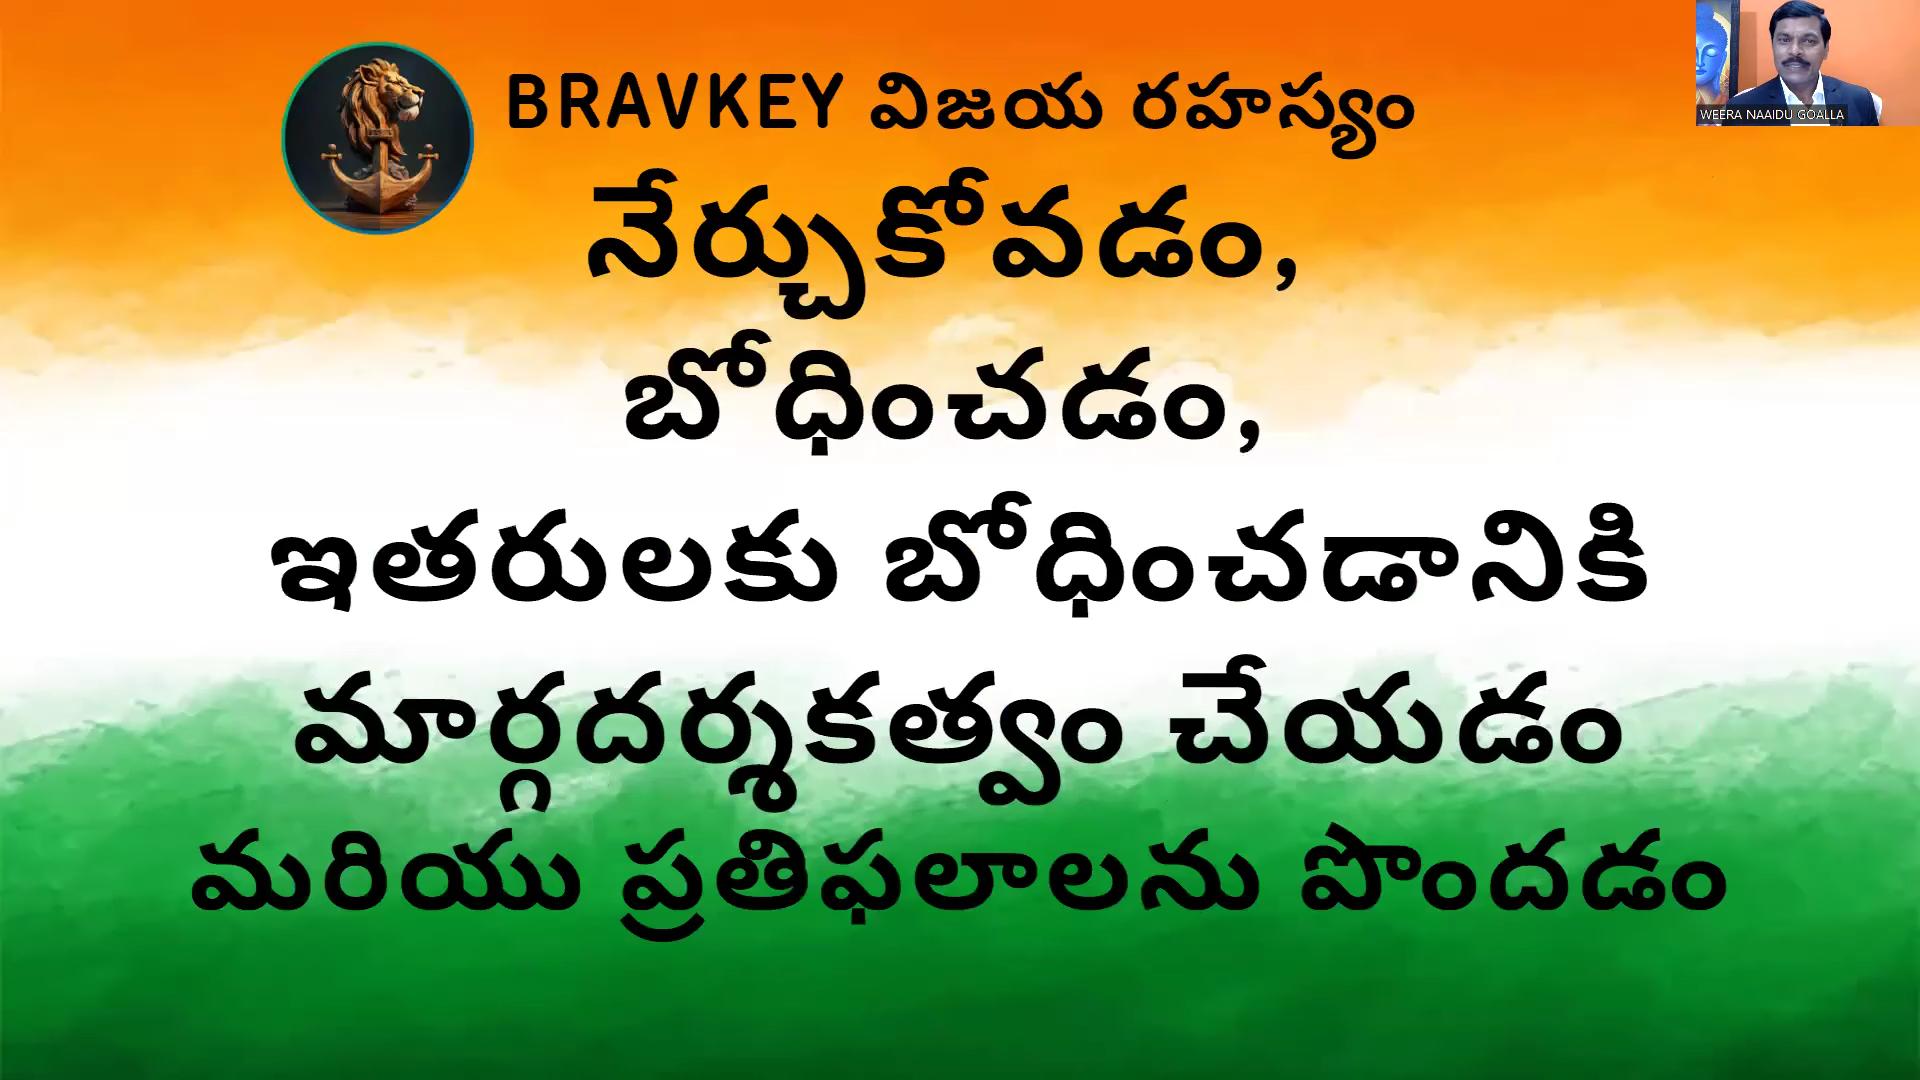 BRAVKEY విజయ రహస్యం
WEERA NAAIDU GOALLA
నేర్చుకోవడం,
బోధించడం,
ఇతరులకు బోధించడానికి
మార్గదర్శకత్వం చేయడం
మరియు ప్రతిఫలాలను పొందడం